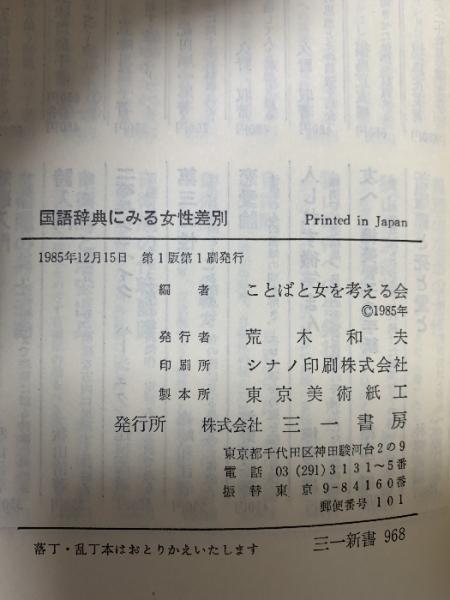 国語辞典にみる女性差別 Printed in Japan
1985年12月15日 第1版第1刷発行
編者 ことばと女を考える会
©1985年
発行者 荒木和夫
印刷所 シナノ印刷株式会社
製本所 東京美術紙工
発行所 株式会社 三一書房
東京都千代田区神田駿河台2の9
電話 03(291)3131〜5番
振替東京 9-84160番
郵便番号 101
落丁・乱丁本はおとりかえいたします 三一新書 968